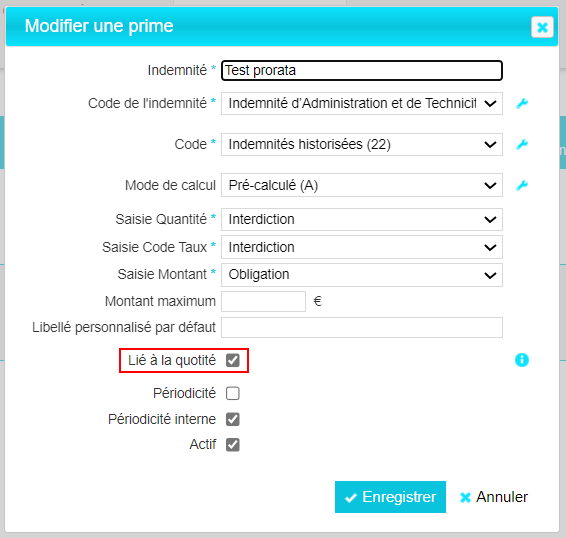 Modifier une prime
Indemnité * Test prorata
Code de l'indemnité * Indemnité d'Administration et de Technicit
Code * Indemnités historisées (22)
Mode de calcul Pré-calculé (A)
Saisie Quantité * Interdiction
Saisie Code Taux * Interdiction
Saisie Montant * Obligation
Montant maximum €
Libellé personnalisé par défaut
Lié à la quotité
Périodicité
Périodicité interne
Actif
Enregistrer Annuler